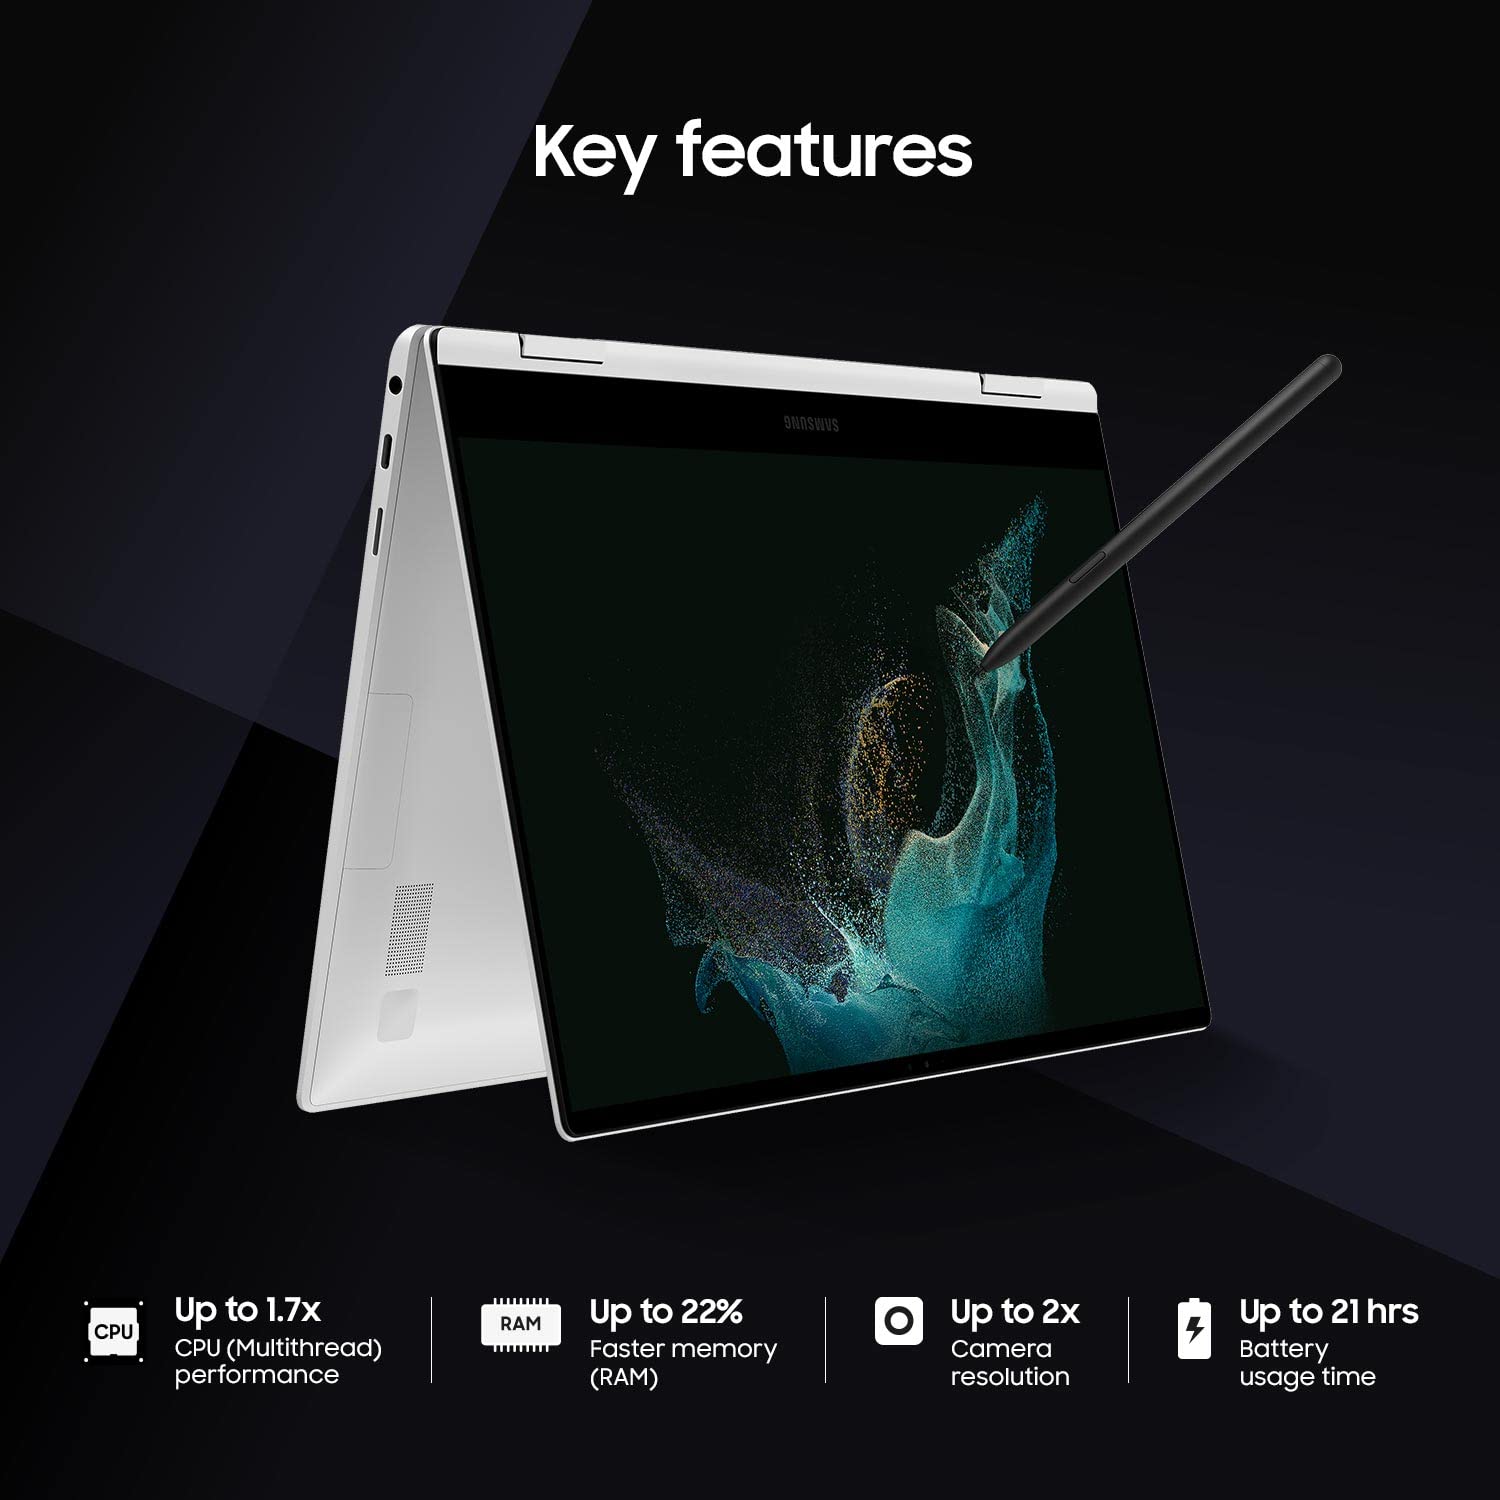 Key features
SAMSUNG
CPU
Up to 1.7x
CPU (Multithread)
performance
RAM
Up to 22%
Faster memory
(RAM)
Up to 2x
Camera
resolution
Up to 21 hrs
Battery
usage time